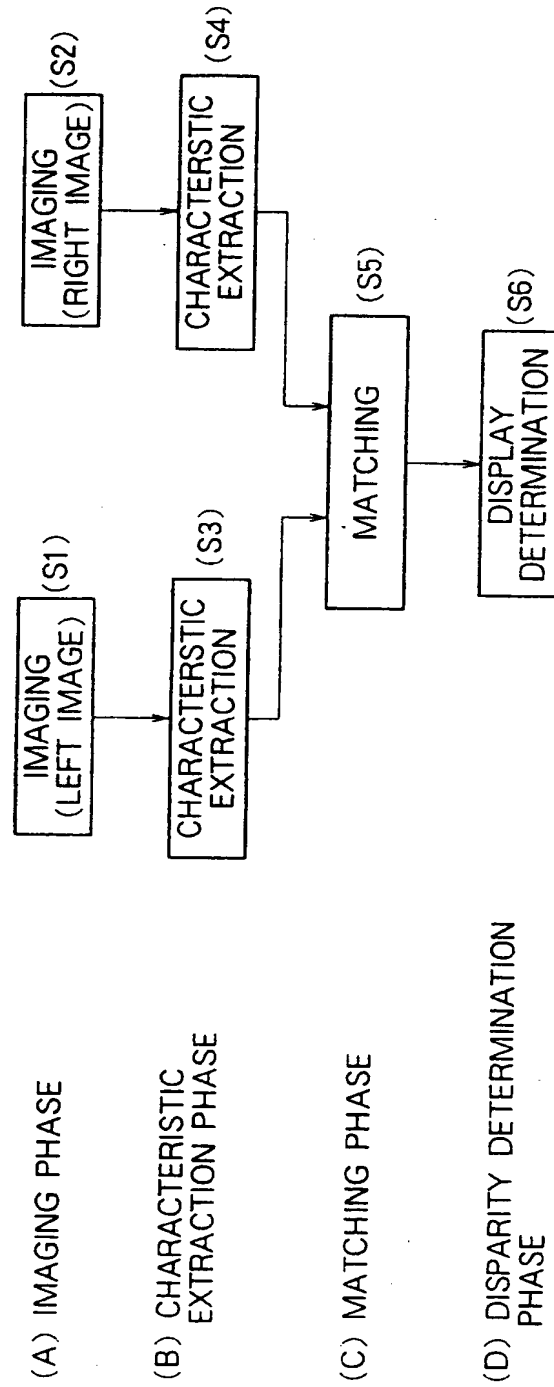 (A) IMAGING PHASE
IMAGING
(LEFT IMAGE)
(S1)
IMAGING
(RIGHT IMAGE)
(S2)
(B) CHARACTERISTIC
EXTRACTION PHASE
CHARACTERSTIC
EXTRACTION
(S3)
CHARACTERSTIC
EXTRACTION
(S4)
(C) MATCHING PHASE
MATCHING
(S5)
(D) DISPARITY DETERMINATION
PHASE
DISPLAY
DETERMINATION
(S6)